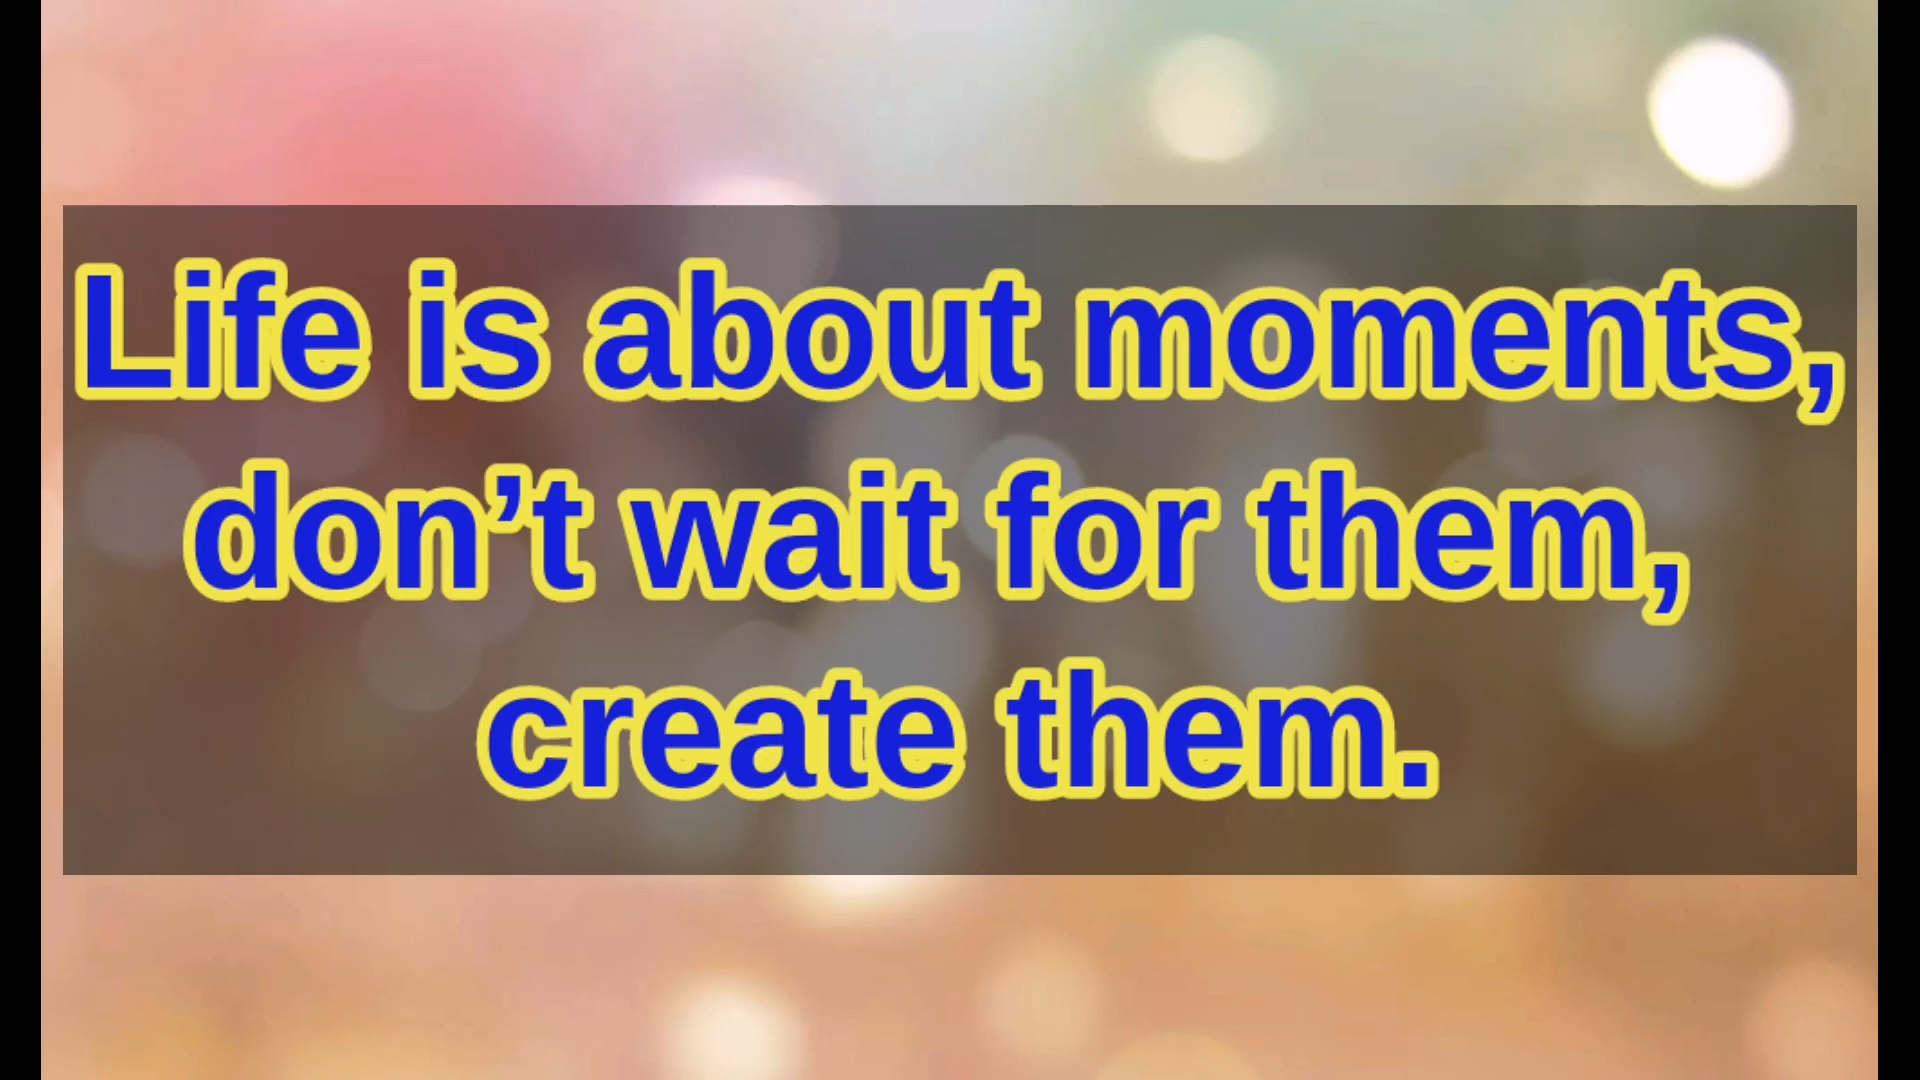 Life is about moments,
don’t wait for them,
create them.